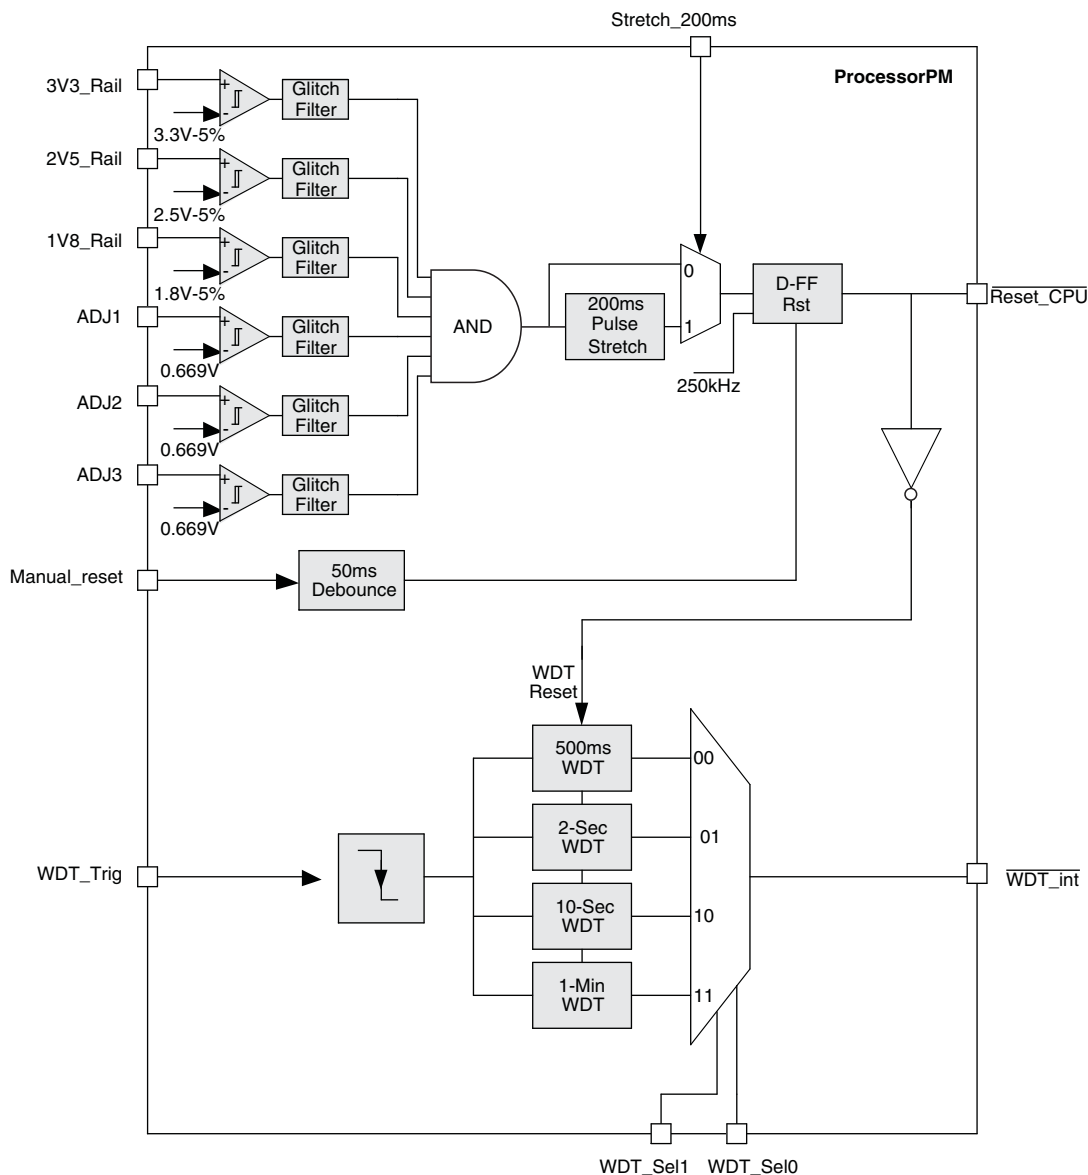 Stretch_200ms
ProcessorPM
3V3_Rail
+
-
3.3V-5%
Glitch
Filter
2V5_Rail
+
-
2.5V-5%
Glitch
Filter
1V8_Rail
+
-
1.8V-5%
Glitch
Filter
ADJ1
+
-
0.669V
Glitch
Filter
ADJ2
+
-
0.669V
Glitch
Filter
ADJ3
+
-
0.669V
Glitch
Filter
AND
200ms
Pulse
Stretch
0
1
250kHz
D-FF
Rst
Reset_CPU
Manual_reset
50ms
Debounce
WDT
Reset
500ms
WDT
2-Sec
WDT
10-Sec
WDT
1-Min
WDT
00
01
10
11
WDT_Trig
WDT_int
WDT_Sel1
WDT_Sel0